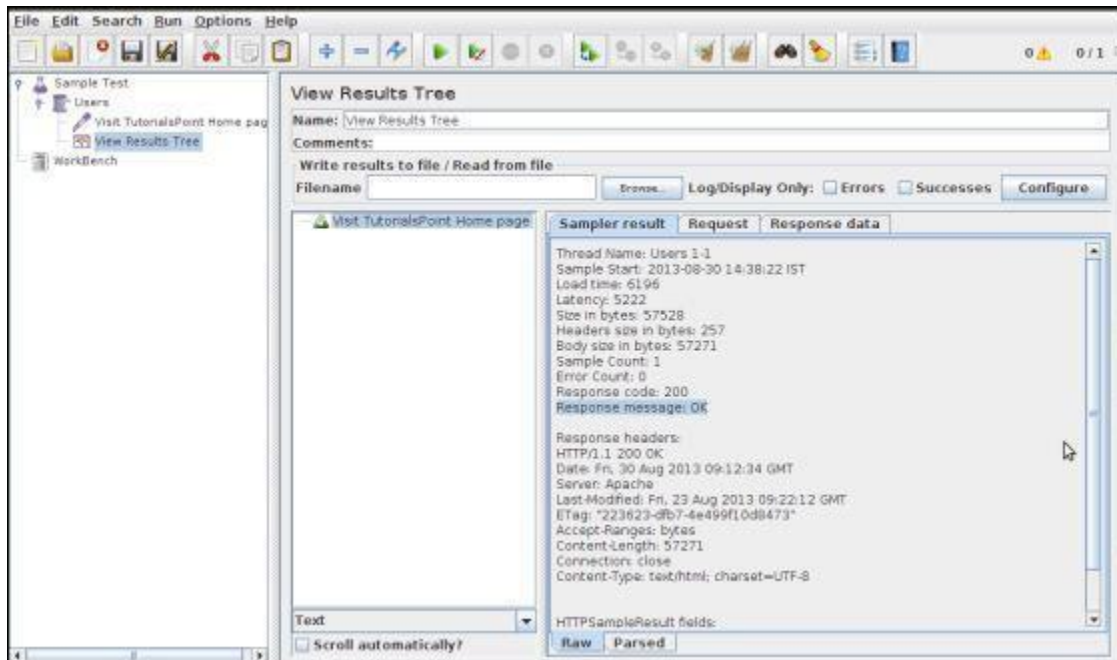 File Edit Search Run Options Help
0 0/1
Sample Test
Users
Visit TutorialsPoint Home pag
View Results Tree
WorkBench
View Results Tree
Name: View Results Tree
Comments:
Write results to file / Read from file
Filename Browse... Log/Display Only: Errors Successes Configure
Visit TutorialsPoint Home page
Text
Scroll automatically?
Sampler result Request Response data
Thread Name: Users 1-1
Sample Start: 2013-08-30 14:38:22 IST
Load time: 6196
Latency: 5222
Size in bytes: 57528
Headers size in bytes: 257
Body size in bytes: 57271
Sample Count: 1
Error Count: 0
Response code: 200
Response message: OK
Response headers:
HTTP/1.1 200 OK
Date: Fri, 30 Aug 2013 09:12:34 GMT
Server: Apache
Last-Modified: Fri, 23 Aug 2013 09:22:12 GMT
ETag: "223623-dfb7-4e499f10d8473"
Accept-Ranges: bytes
Content-Length: 57271
Connection: close
Content-Type: text/html; charset=UTF-8
HTTPSampleResult fields:
Raw Parsed